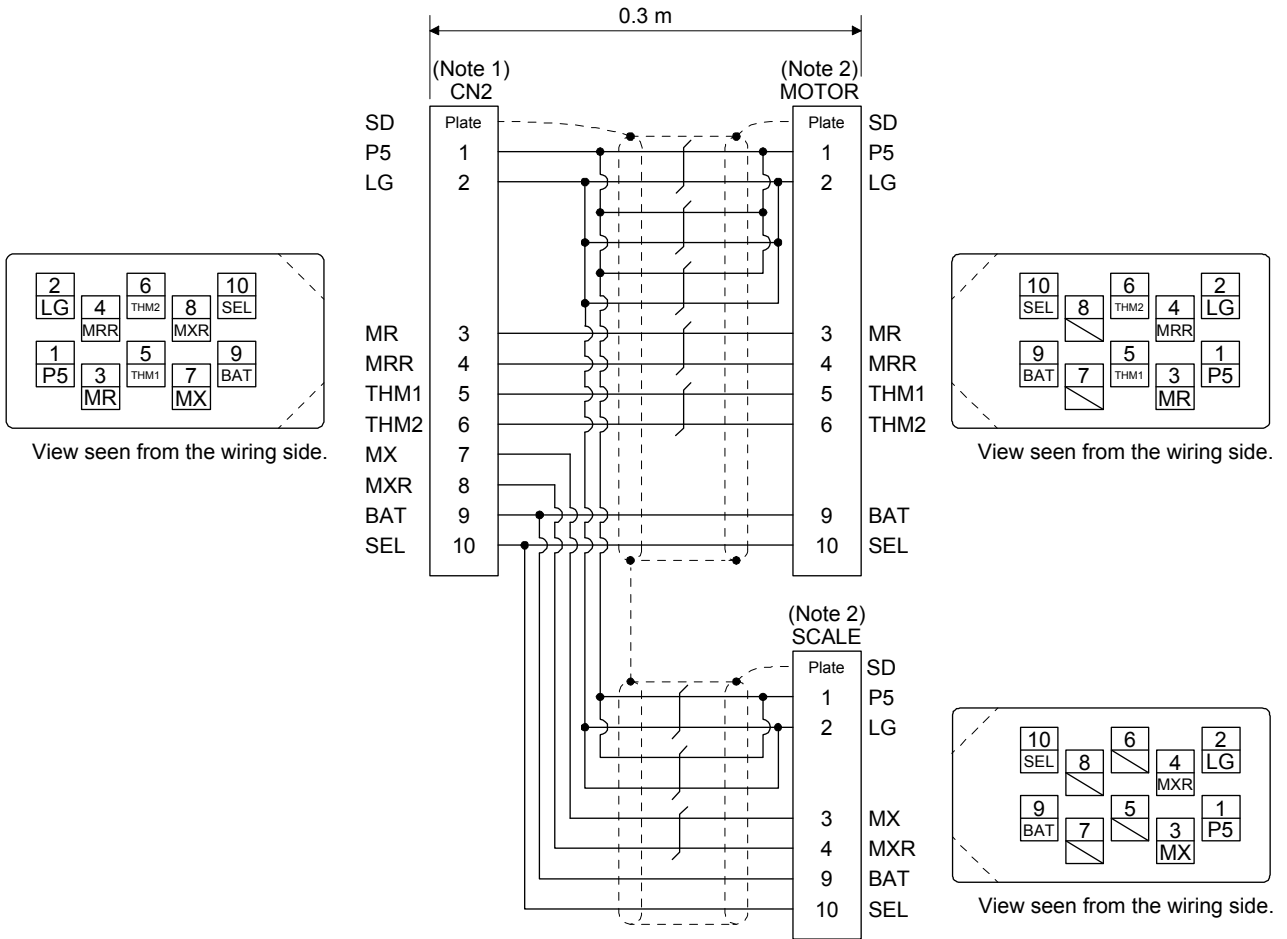 0.3 m
(Note 1)
CN2
(Note 2)
MOTOR
SD Plate Plate SD
P5 1 1 P5
LG 2 2 LG
MR 3 3 MR
MRR 4 4 MRR
THM1 5 5 THM1
THM2 6 6 THM2
MX 7
MXR 8
BAT 9 9 BAT
SEL 10 10 SEL
2 6 10
LG 4 THM2 8 SEL
MRR MXR
1 5 9
P5 3 THM1 7 BAT
MR MX
View seen from the wiring side.
10 6 2
SEL 8 THM2 4 LG
MRR
9 5 1
BAT 7 THM1 3 P5
MR
View seen from the wiring side.
(Note 2)
SCALE
Plate SD
1 P5
2 LG
3 MX
4 MXR
9 BAT
10 SEL
10 6 2
SEL 8 4 LG
MXR
9 5 1
BAT 7 3 P5
MX
View seen from the wiring side.